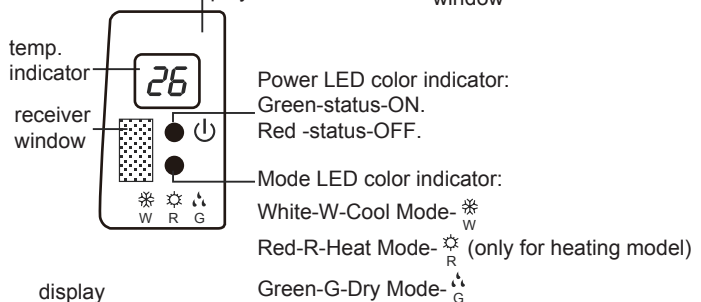 window
temp.
indicator
26
receiver
window
W R G
Power LED color indicator:
Green-status-ON.
Red -status-OFF.
Mode LED color indicator:
White-W-Cool Mode- W
Red-R-Heat Mode- R (only for heating model)
Green-G-Dry Mode- G
display